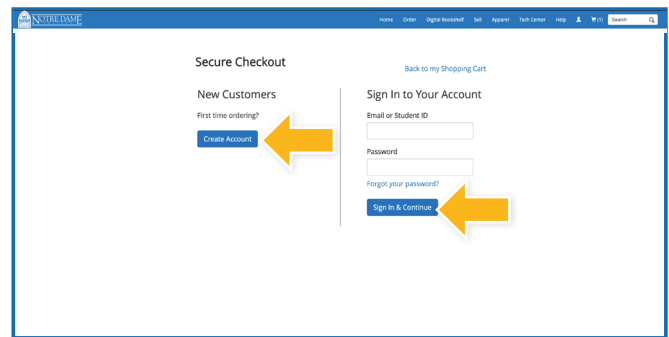 NOTRE DAME
Home Order Digital Bookshelf Sell Apparel Tech Center Help (1) Search
Secure Checkout
Back to my Shopping Cart
New Customers
First time ordering?
Create Account
Sign In to Your Account
Email or Student ID
Password
Forgot your password?
Sign In & Continue